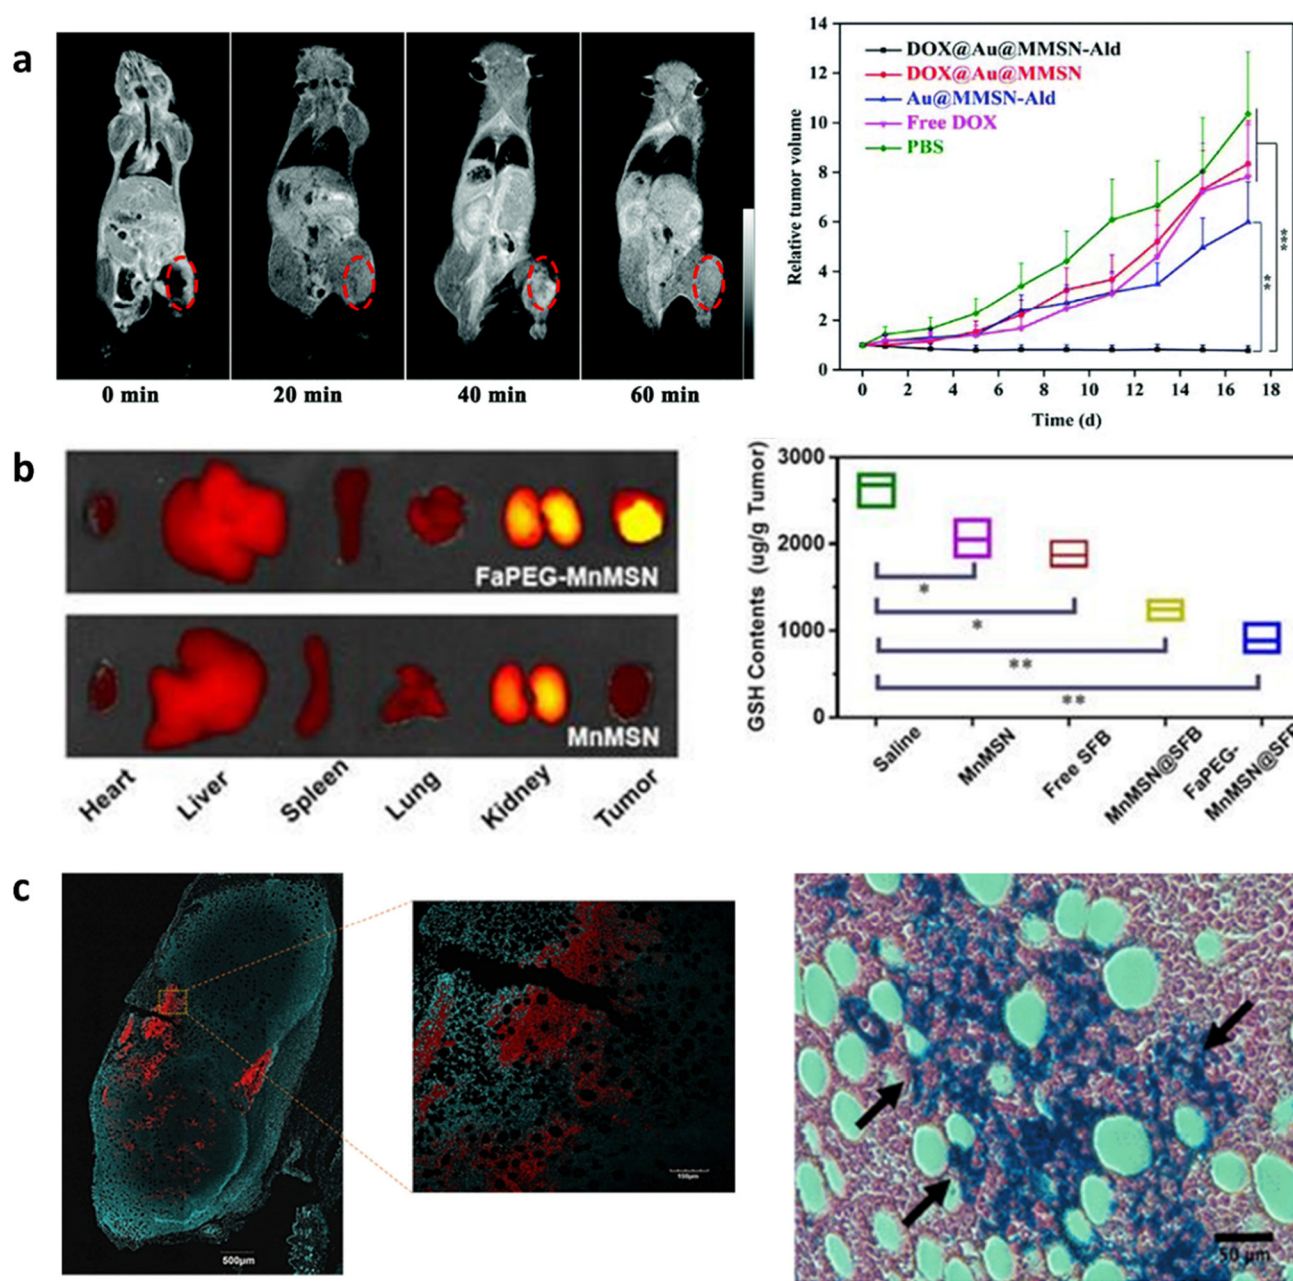 a
0 min
20 min
40 min
60 min
14
12
10
8
6
4
2
0
Relative tumor volume
DOX@Au@MMSN-Ald
DOX@Au@MMSN
Au@MMSN-Ald
Free DOX
PBS
**
***
0 2 4 6 8 10 12 14 16 18
Time (d)
b
FaPEG-MnMSN
MnMSN
Heart
Liver
Spleen
Lung
Kidney
Tumor
GSH Contents (ug/g Tumor)
3000
2000
1000
0
*
*
**
**
Saline
MnMSN
Free SFB
MnMSN@SFB
FaPEG-
MnMSN@SFB
c
500μm
100μm
50 μm